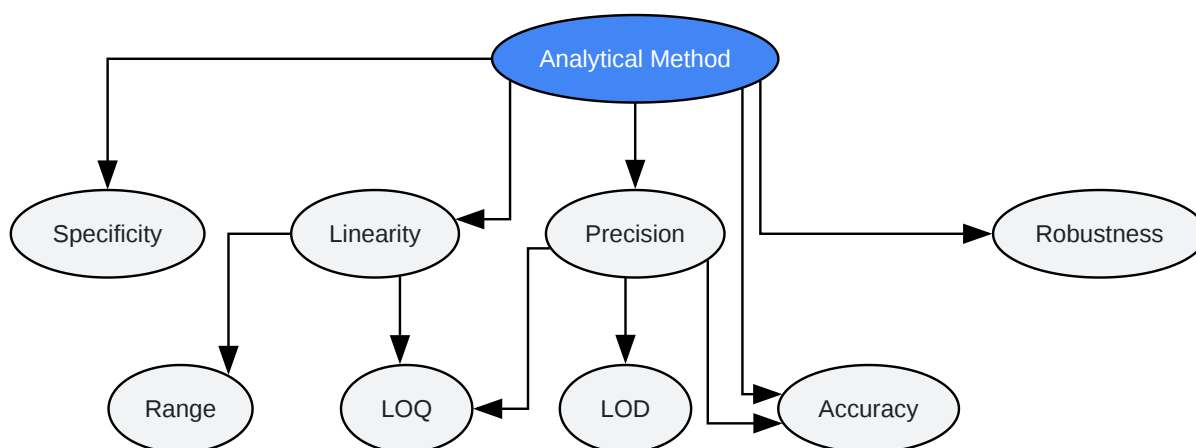 Analytical Method
Specificity
Linearity
Precision
Robustness
Range
LOQ
LOD
Accuracy